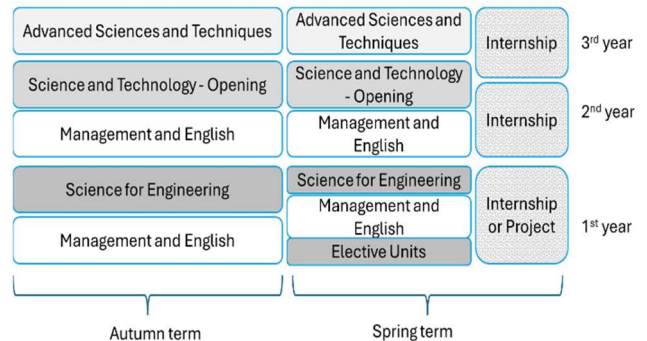 Advanced Sciences and Techniques
Advanced Sciences and
Techniques
Internship
3rd year
Science and Technology - Opening
Science and Technology
- Opening
Management and English
Management and
English
Internship
2nd year
Science for Engineering
Science for Engineering
Management and English
Management and
English
Elective Units
Internship
or Project
1st year
Autumn term
Spring term